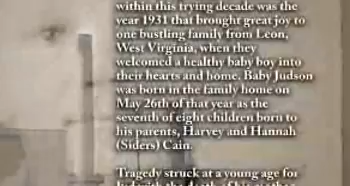 within this trying decade was the
year 1931 that brought great joy to
one bustling family from Leon,
West Virginia, when they
welcomed a healthy baby boy into
their hearts and home. Baby Judson
was born in the family home on
May 26th of that year as the
seventh of eight children born to
his parents, Harvey and Hannah
(Siders) Cain.
Tragedy struck at a young age for